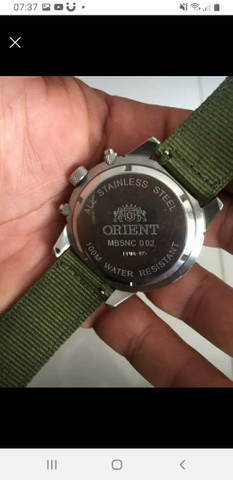 07:37
ALL STAINLESS STEEL
ORIENT
MBSNC 002
100M WATER RESISTANT